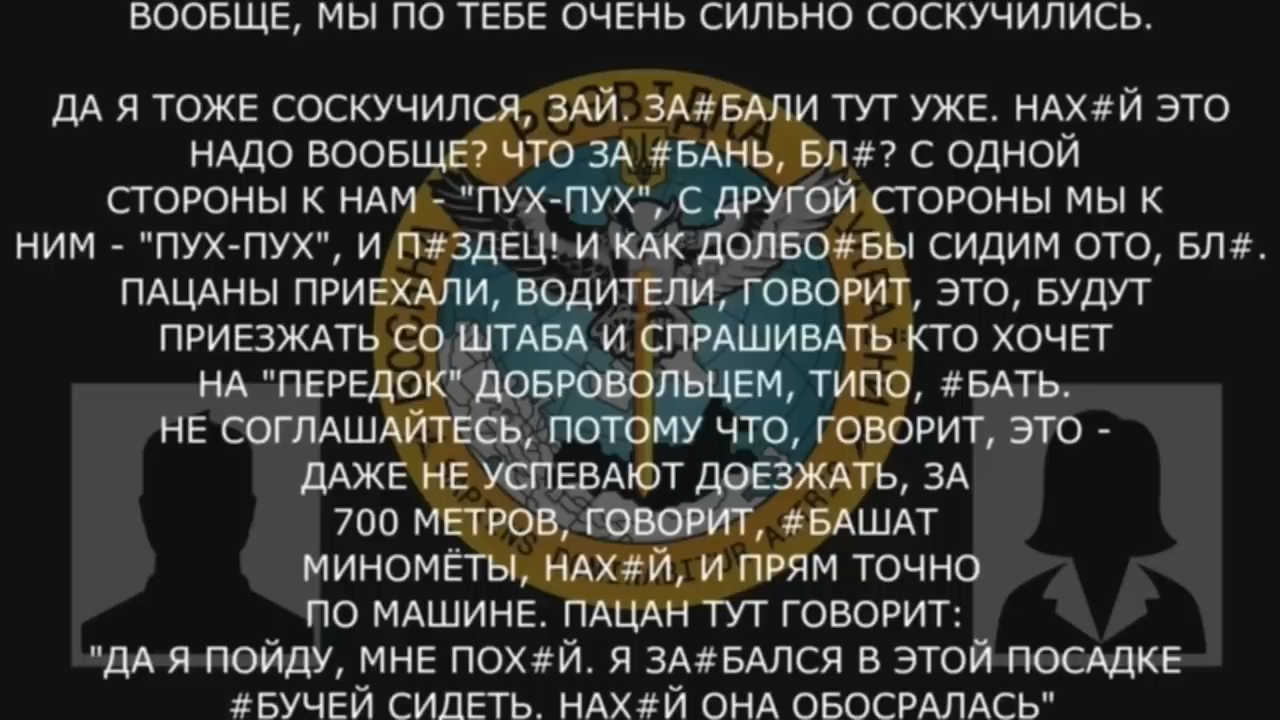 ВООБЩЕ, МЫ ПО ТЕБЕ ОЧЕНЬ СИЛЬНО СОСКУЧИЛИСЬ.
ДА Я ТОЖЕ СОСКУЧИЛСЯ, ЗАЙ. ЗА#БАЛИ ТУТ УЖЕ. НАХ#Й ЭТО
НАДО ВООБЩЕ? ЧТО ЗА #БАНЬ, БЛ#? С ОДНОЙ
СТОРОНЫ К НАМ - "ПУХ-ПУХ", С ДРУГОЙ СТОРОНЫ МЫ К
НИМ - "ПУХ-ПУХ", И П#ЗДЕЦ! И КАК ДОЛБО#БЫ СИДИМ ОТО, БЛ#.
ПАЦАНЫ ПРИЕХАЛИ, ВОДИТЕЛИ, ГОВОРИТ, ЭТО, БУДУТ
ПРИЕЗЖАТЬ СО ШТАБА И СПРАШИВАТЬ КТО ХОЧЕТ
НА "ПЕРЕДОК" ДОБРОВОЛЬЦЕМ, ТИПО, #БАТЬ.
НЕ СОГЛАШАЙТЕСЬ, ПОТОМУ ЧТО, ГОВОРИТ, ЭТО -
ДАЖЕ НЕ УСПЕВАЮТ ДОЕЗЖАТЬ, ЗА
700 МЕТРОВ, ГОВОРИТ, #БАШАТ
МИНОМЁТЫ, НАХ#Й, И ПРЯМ ТОЧНО
ПО МАШИНЕ. ПАЦАН ТУТ ГОВОРИТ:
"ДА Я ПОЙДУ, МНЕ ПОХ#Й. Я ЗА#БАЛСЯ В ЭТОЙ ПОСАДКЕ
#БУЧЕЙ СИДЕТЬ. НАХ#Й ОНА ОБОСРАЛАСЬ"
РОЗВІДКА
УКРАЇНИ